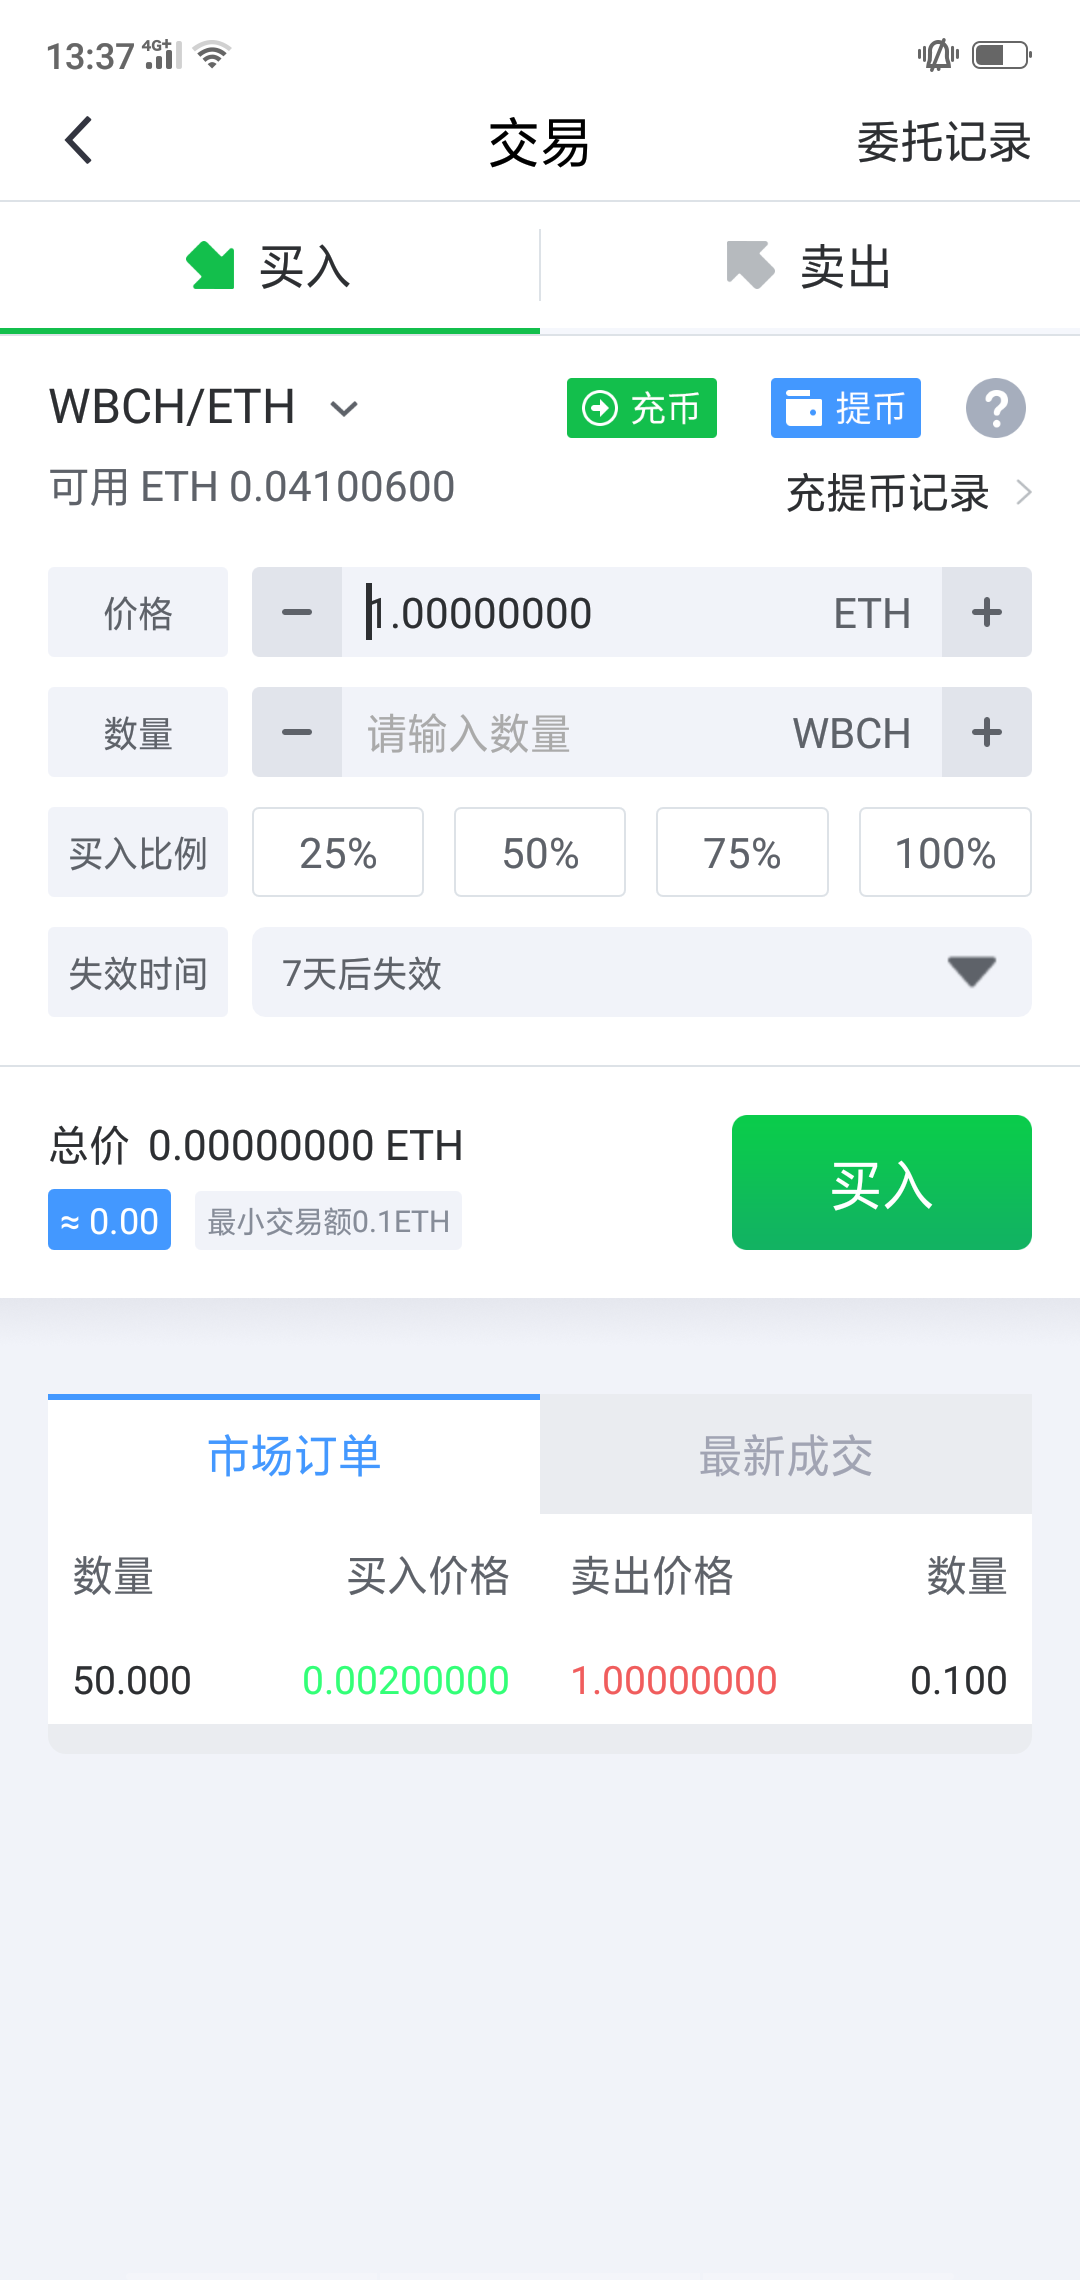 13:37 4G+
交易 委托记录
买入 卖出
WBCH/ETH 充币 提币 ?
可用 ETH 0.04100600 充提币记录
价格 1.00000000 ETH
数量 请输入数量 WBCH
买入比例 25% 50% 75% 100%
失效时间 7天后失效
总价 0.00000000 ETH
≈ 0.00 最小交易额0.1ETH
买入
市场订单 最新成交
数量 买入价格 卖出价格 数量
50.000 0.00200000 1.00000000 0.100